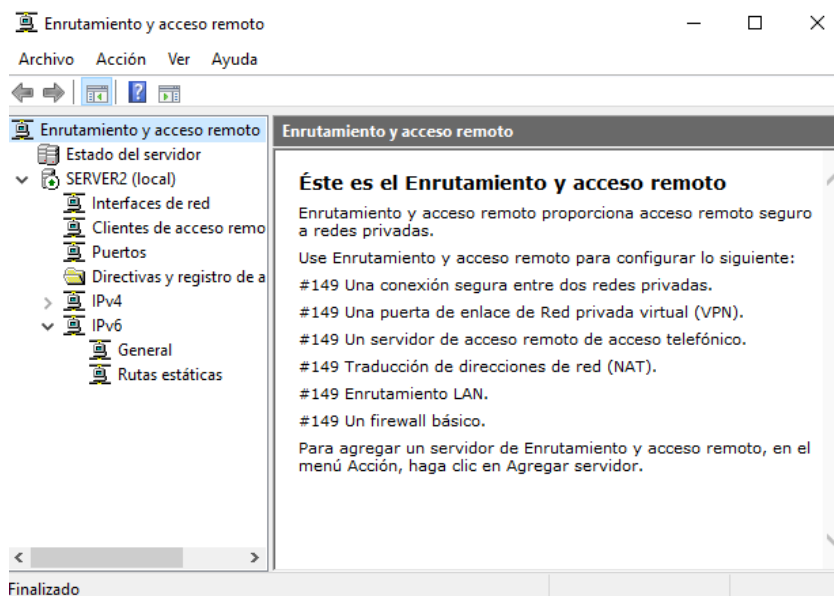 Enrutamiento y acceso remoto
Archivo Acción Ver Ayuda
Enrutamiento y acceso remoto
Estado del servidor
SERVER2 (local)
Interfaces de red
Clientes de acceso remo
Puertos
Directivas y registro de a
IPv4
IPv6
General
Rutas estáticas
Enrutamiento y acceso remoto
Éste es el Enrutamiento y acceso remoto
Enrutamiento y acceso remoto proporciona acceso remoto seguro
a redes privadas.
Use Enrutamiento y acceso remoto para configurar lo siguiente:
#149 Una conexión segura entre dos redes privadas.
#149 Una puerta de enlace de Red privada virtual (VPN).
#149 Un servidor de acceso remoto de acceso telefónico.
#149 Traducción de direcciones de red (NAT).
#149 Enrutamiento LAN.
#149 Un firewall básico.
Para agregar un servidor de Enrutamiento y acceso remoto, en el
menú Acción, haga clic en Agregar servidor.
Finalizado